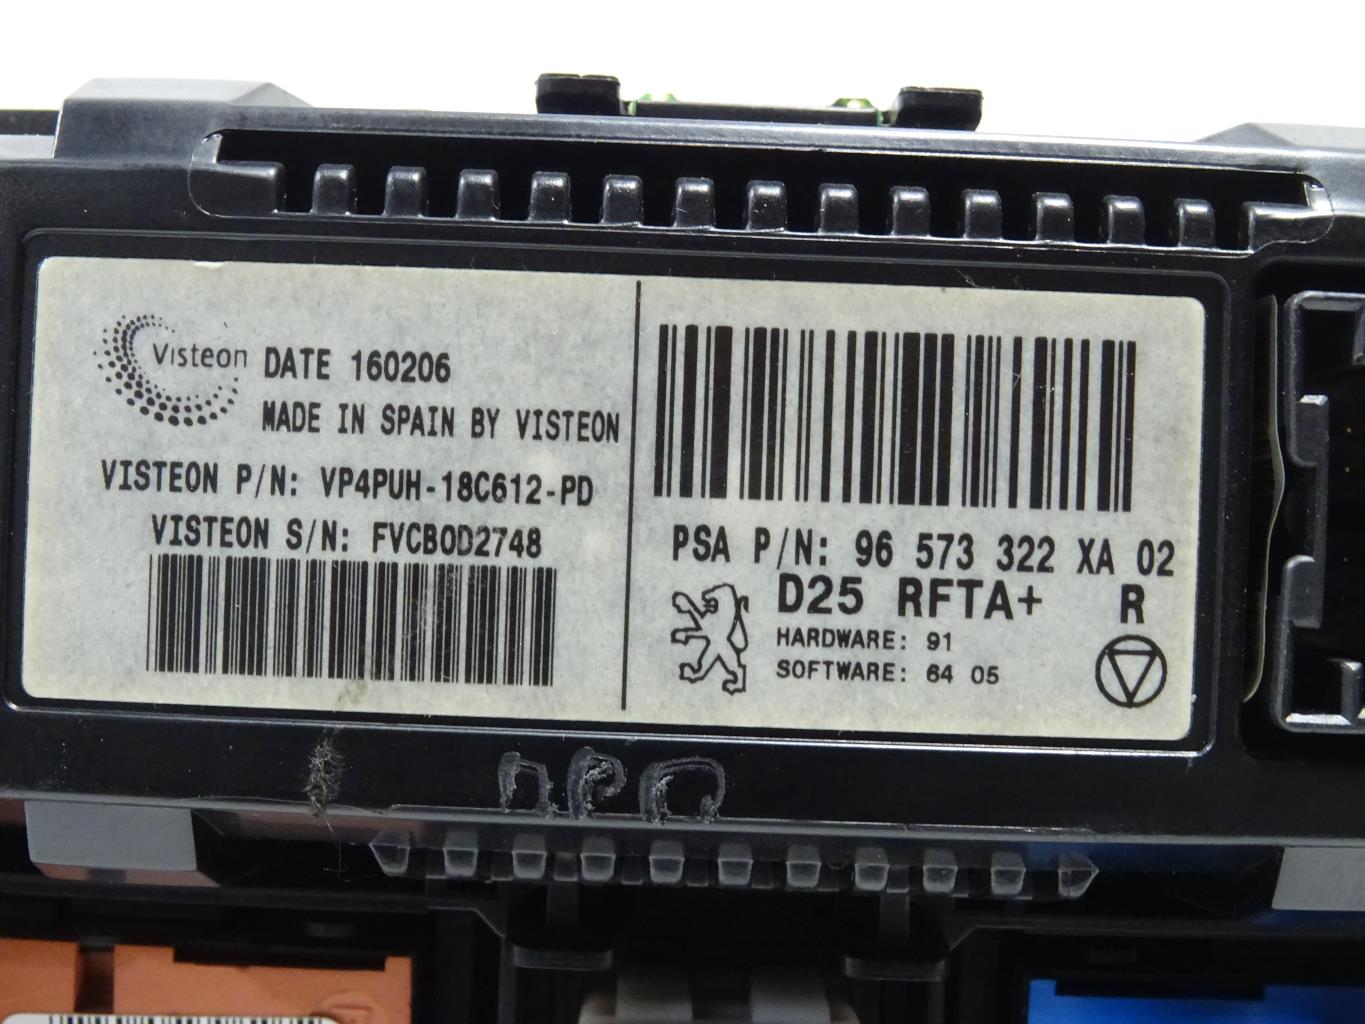 Visteon DATE 160206
MADE IN SPAIN BY VISTEON
VISTEON P/N: VP4PUH-18C612-PD
VISTEON S/N: FVCB0D2748
PSA P/N: 96 573 322 XA 02
D25 RFTA+ R
HARDWARE: 91
SOFTWARE: 64 05